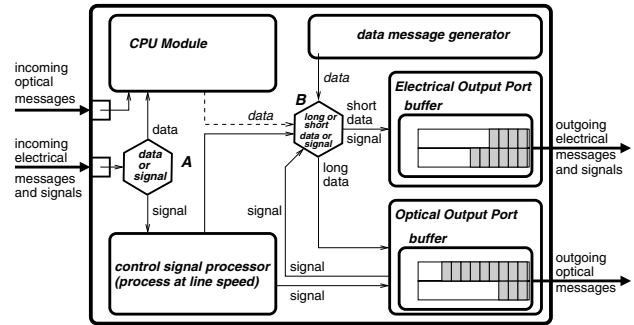 CPU Module
data message generator
incoming
optical
messages
data
B
data
long or
short
data or
signal
short
data
signal
Electrical Output Port
buffer
outgoing
electrical
messages
and signals
incoming
electrical
messages
and signals
data
data
or
signal
A
long
data
signal
signal
Optical Output Port
buffer
control signal processor
(process at line speed)
signal
signal
outgoing
optical
messages